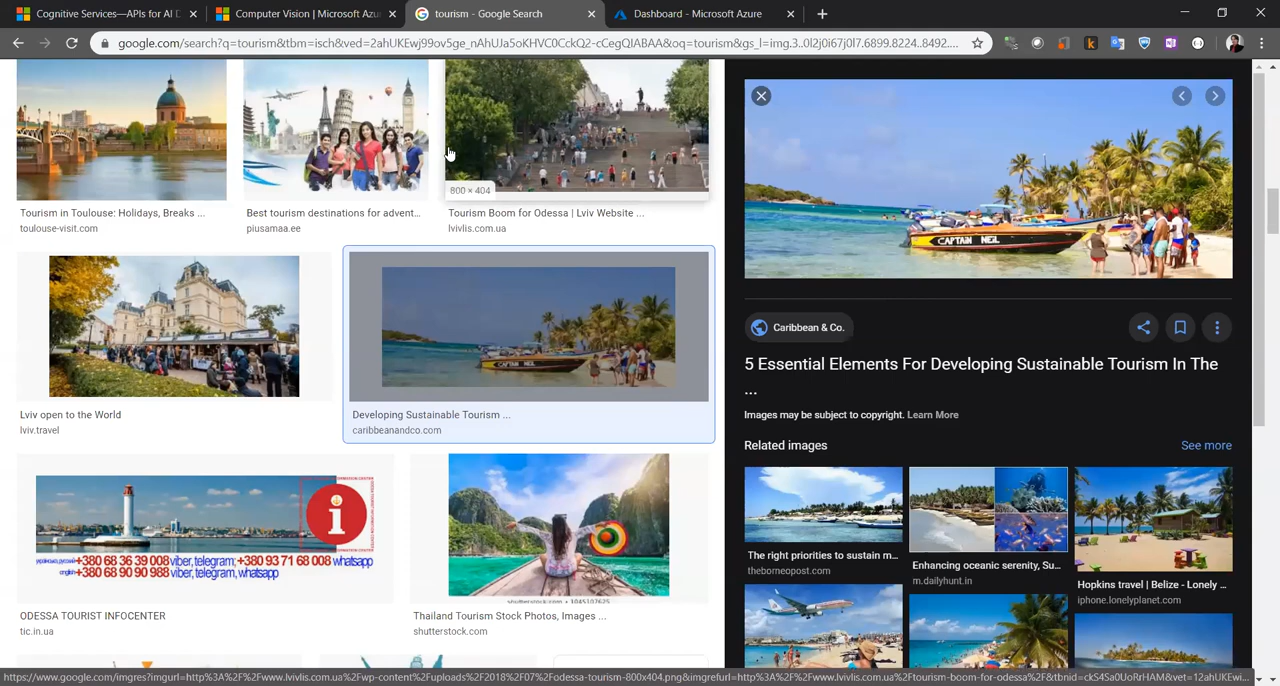 Cognitive Services—APIs for AI D
Computer Vision | Microsoft Azu
tourism - Google Search
Dashboard - Microsoft Azure
google.com/search?q=tourism&tbm=isch&ved=2ahUKEwj99ov5ge_nAhUJa5oKHVC0CckQ2-cCegQIABAA&oq=tourism&gs_l=img.3..0l2j0i67j0l7.6899.8224..8492....
800 × 404
Tourism in Toulouse: Holidays, Breaks ...
toulouse-visit.com
Best tourism destinations for advent...
piusamaa.ee
Tourism Boom for Odessa | Lviv Website ...
lvivlis.com.ua
Lviv open to the World
lviv.travel
CAPTAIN NEIL
Developing Sustainable Tourism ...
caribbeanandco.com
i
+380 68 36 39 008 viber, telegram; +380 93 71 68 008 whatsapp
english +380 68 90 90 988 viber, telegram, whatsapp
ODESSA TOURIST INFOCENTER
tic.in.ua
shutterstock.com • 1045107625
Thailand Tourism Stock Photos, Images ...
shutterstock.com
CAPTAIN NEIL
Caribbean & Co.
5 Essential Elements For Developing Sustainable Tourism In The
...
Images may be subject to copyright. Learn More
Related images
See more
The right priorities to sustain m...
theborneopost.com
Enhancing oceanic serenity, Su...
m.dailyhunt.in
Hopkins travel | Belize - Lonely ...
iphone.lonelyplanet.com
https://www.google.com/imgres?imgurl=http%3A%2F%2Fwww.lvivlis.com.ua%2Fwp-content%2Fuploads%2F2018%2F07%2Fodessa-tourism-800x404.png&imgrefurl=http%3A%2F%2Fwww.lvivlis.com.ua%2Ftourism-boom-for-odessa%2F&tbnid=ckS4Sa0UoRrHAM&vet=12ahUKEwi...